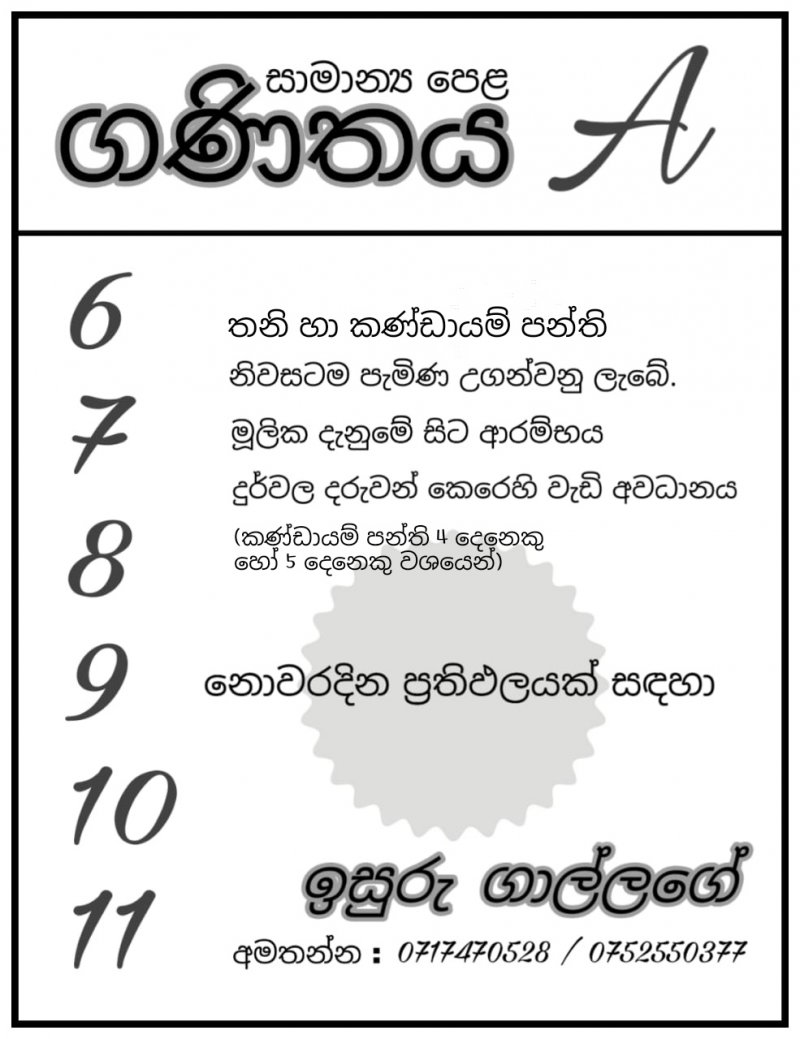 සාමාන්‍ය පෙළ
ගණිතය A
6
තනි හා කණ්ඩායම් පන්ති
නිවසටම පැමිණ උගන්වනු ලැබේ.
7
මූලික දැනුමේ සිට ආරම්භය
දුර්වල දරුවන් කෙරෙහි වැඩි අවධානය
8
(කණ්ඩායම් පන්ති 4 දෙනෙකු
හෝ 5 දෙනෙකු වශයෙන්)
9
නොවරදින ප්‍රතිඵලයක් සඳහා
10
ඉසුරු ගාල්ලගේ
11
අමතන්න : 0717470528 / 0752550377